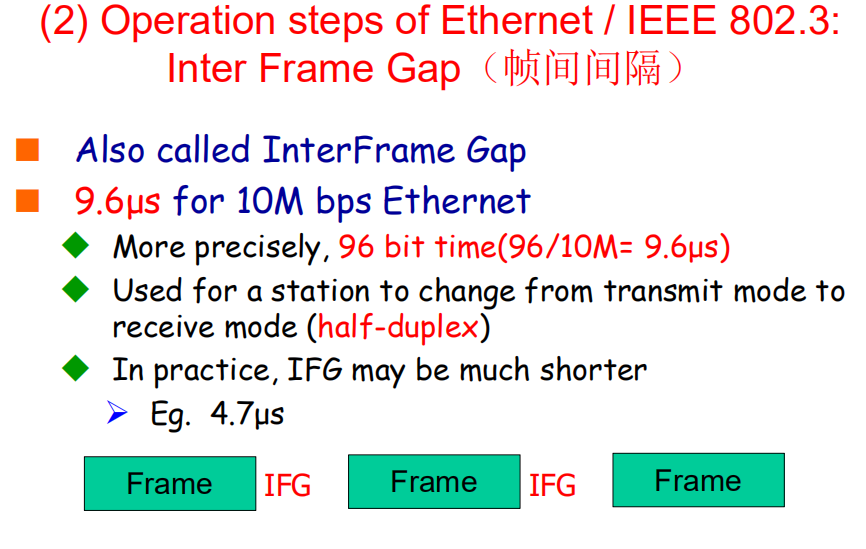 (2) Operation steps of Ethernet / IEEE 802.3:
Inter Frame Gap（帧间间隔）
Also called InterFrame Gap
9.6μs for 10M bps Ethernet
More precisely, 96 bit time(96/10M= 9.6μs)
Used for a station to change from transmit mode to
receive mode (half-duplex)
In practice, IFG may be much shorter
Eg. 4.7μs
Frame IFG Frame IFG Frame